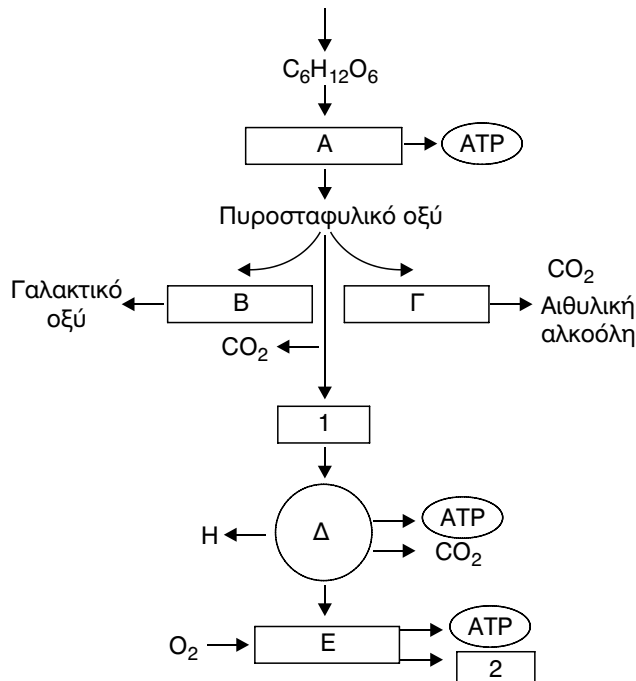 C₆H₁₂O₆
Α
ATP
Πυροσταφυλικό οξύ
Γαλακτικό
οξύ
Β
Γ
CO₂
Αιθυλική
αλκοόλη
CO₂
1
Η
Δ
ATP
CO₂
O₂
Ε
ATP
2